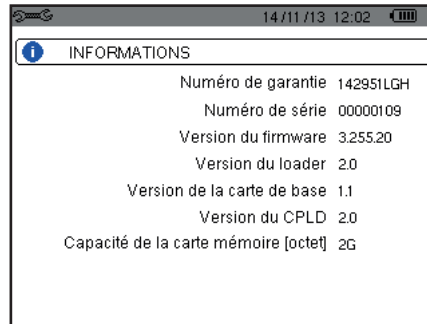 14/11/13 12:02
INFORMATIONS
Numéro de garantie 142951LGH
Numéro de série 00000109
Version du firmware 3.255.20
Version du loader 2.0
Version de la carte de base 1.1
Version du CPLD 2.0
Capacité de la carte mémoire [octet] 2G